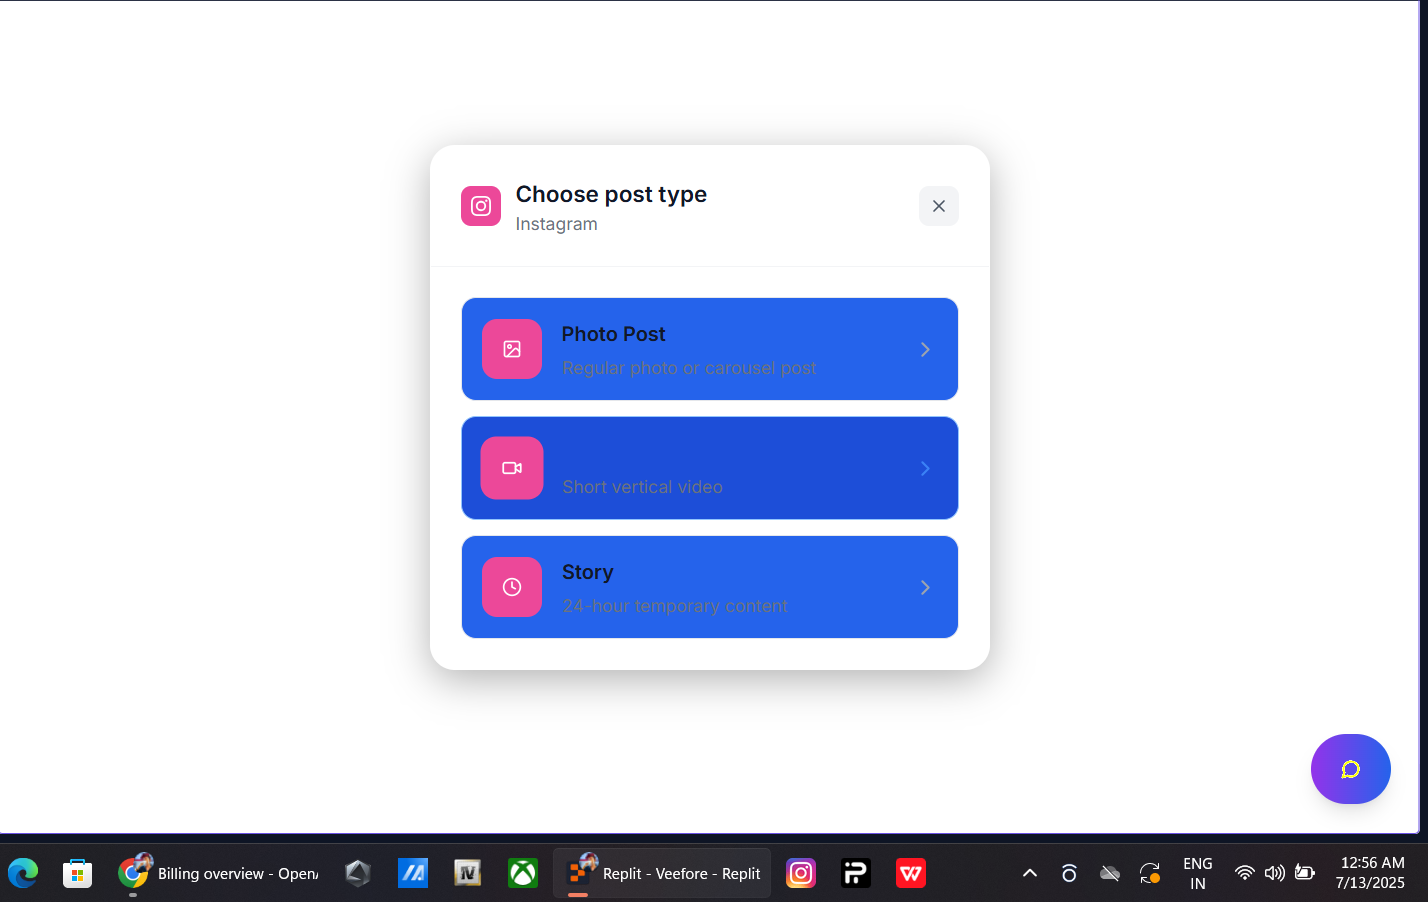 Choose post type
Instagram
Photo Post
Regular photo or carousel post
Short vertical video
Story
24-hour temporary content
Billing overview - Open
Replit - Veefore - Replit
ENG
IN
12:56 AM
7/13/2025